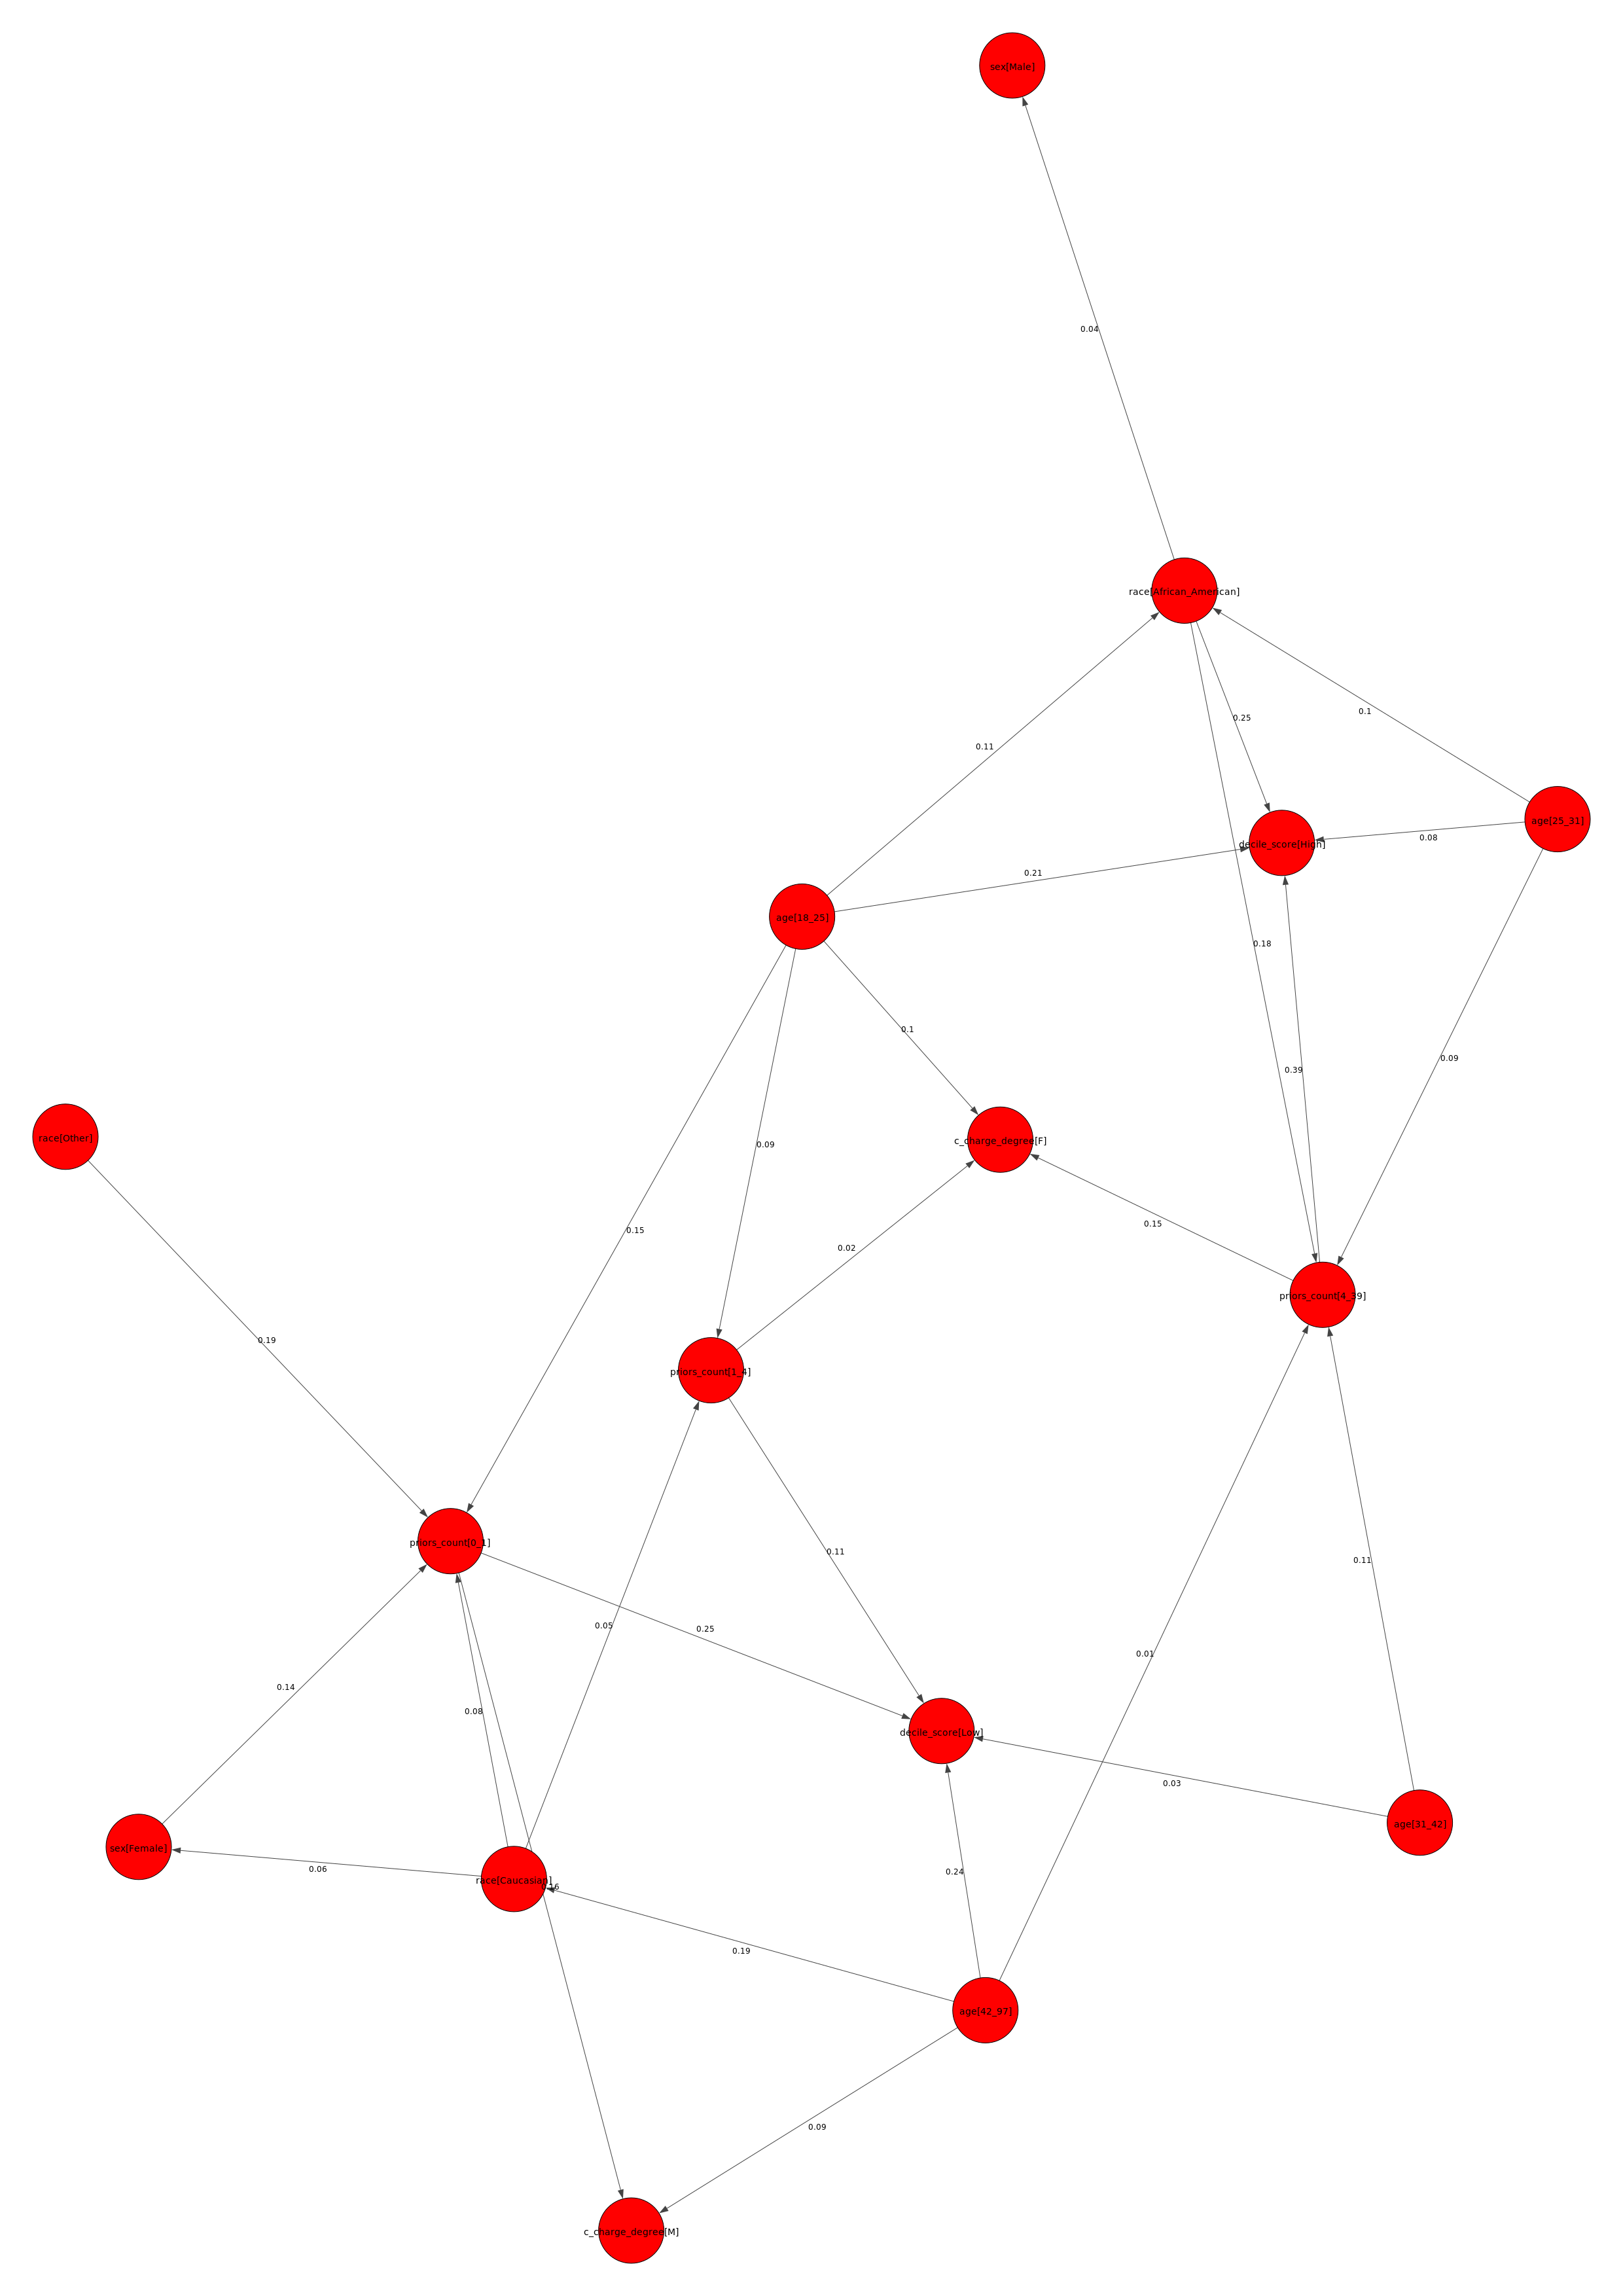 sex[Male]
0.04
race[African_American]
0.1
0.25
0.11
age[25_31]
0.08
decile_score[High]
0.21
age[18_25]
0.18
0.1
0.09
0.39
race[Other]
c_charge_degree[F]
0.09
0.15
0.15
0.02
priors_count[4_39]
0.19
priors_count[1_4]
priors_count[0_1]
0.11
0.11
0.05
0.25
0.01
0.14
0.08
decile_score[Low]
0.03
age[31_42]
sex[Female]
0.06
0.24
race[Caucasian]
0.16
0.19
age[42_97]
0.09
c_charge_degree[M]